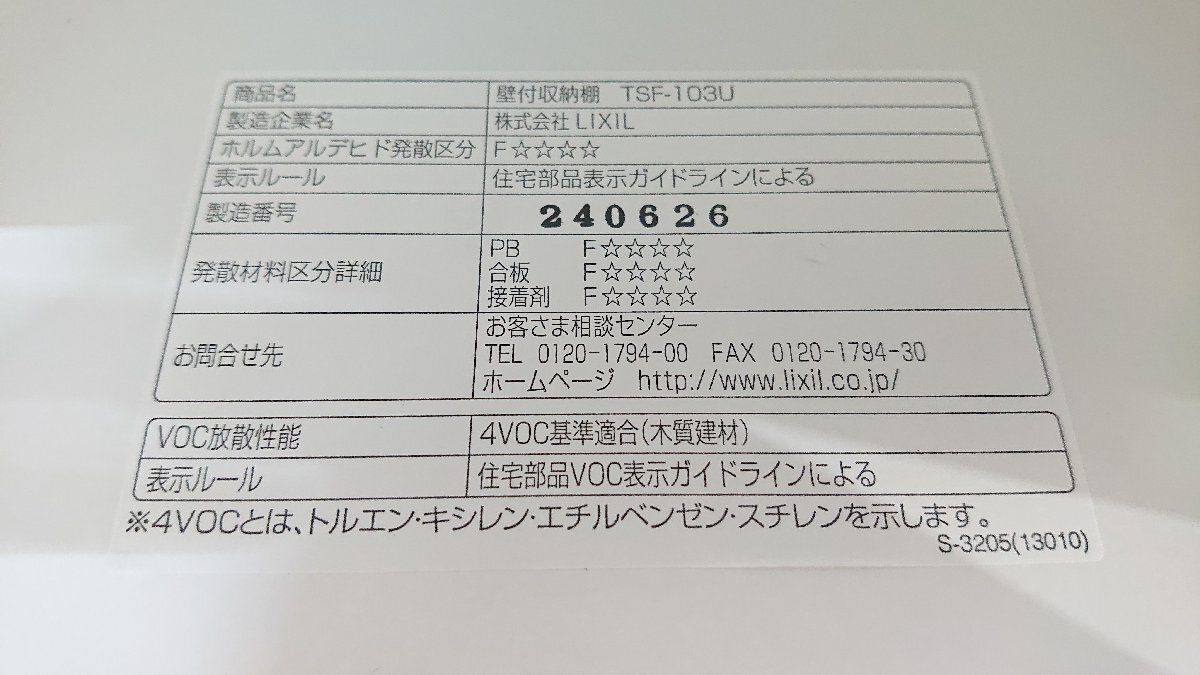 商品名 壁付収納棚 TSF-103U
製造企業名 株式会社LIXIL
ホルムアルデヒド発散区分 F☆☆☆☆
表示ルール 住宅部品表示ガイドラインによる
製造番号 240626
発散材料区分詳細 PB F☆☆☆☆
合板 F☆☆☆☆
接着剤 F☆☆☆☆
お問合せ先 お客さま相談センター
TEL 0120-1794-00 FAX 0120-1794-30
ホームページ http://www.lixil.co.jp/
VOC放散性能 4VOC基準適合(木質建材)
表示ルール 住宅部品VOC表示ガイドラインによる
※4VOCとは、トルエン・キシレン・エチルベンゼン・スチレンを示します。
S-3205(13010)